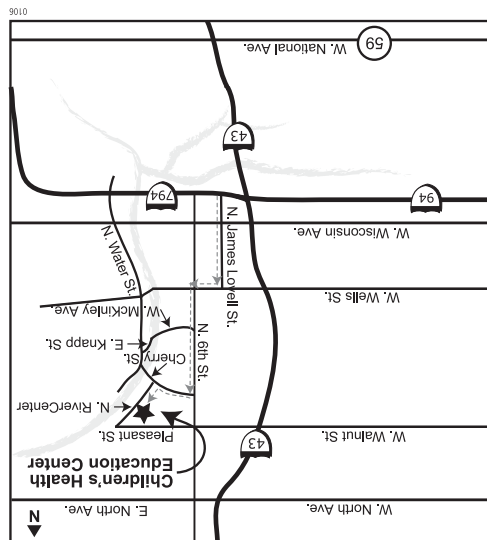 N
W. North Ave.
E. North Ave.
Children's Health
Education Center
43
W. Walnut St.
Pleasant St.
N. RiverCenter
Cherry
St.
E. Knapp St.
N. 6th St.
W. McKinley Ave.
W. Wells St.
N. James Lovell St.
N. Water St.
W. Wisconsin Ave.
94
794
43
59
W. National Ave.
0106